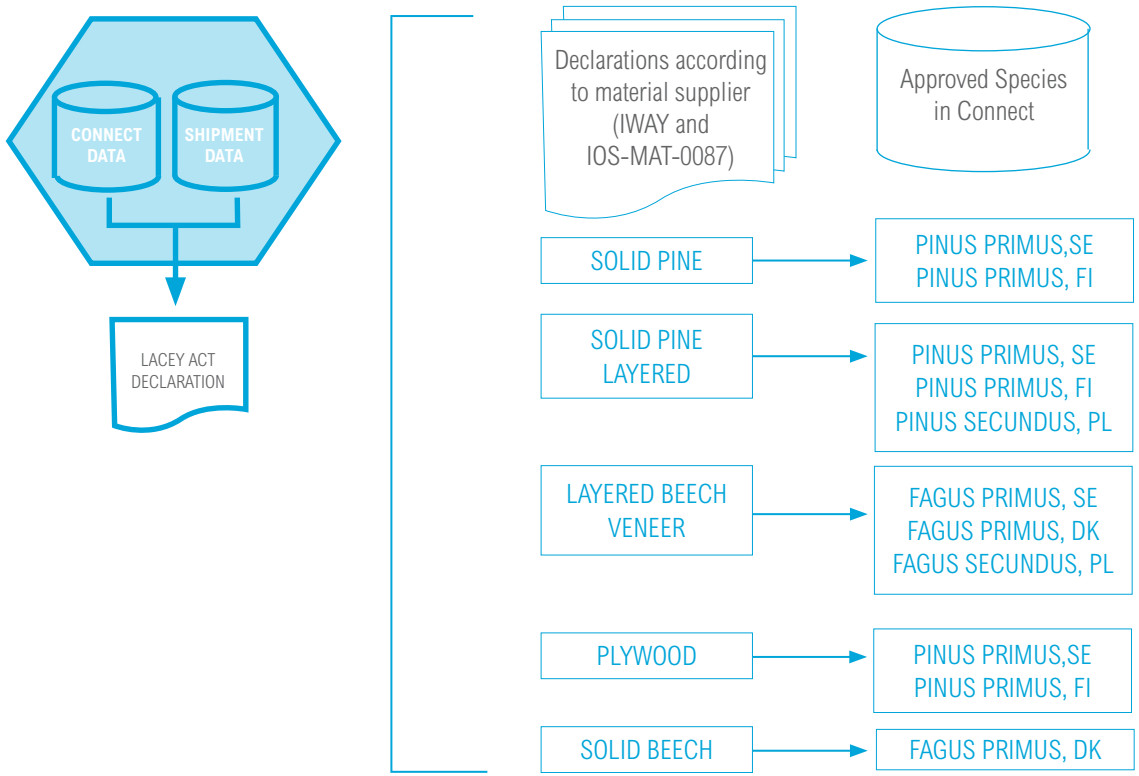 CONNECT
DATA
SHIPMENT
DATA
LACEY ACT
DECLARATION
Declarations according
to material supplier
(IWAY and
IOS-MAT-0087)
Approved Species
in Connect
SOLID PINE
PINUS PRIMUS,SE
PINUS PRIMUS, FI
SOLID PINE
LAYERED
PINUS PRIMUS, SE
PINUS PRIMUS, FI
PINUS SECUNDUS, PL
LAYERED BEECH
VENEER
FAGUS PRIMUS, SE
FAGUS PRIMUS, DK
FAGUS SECUNDUS, PL
PLYWOOD
PINUS PRIMUS,SE
PINUS PRIMUS, FI
SOLID BEECH
FAGUS PRIMUS, DK